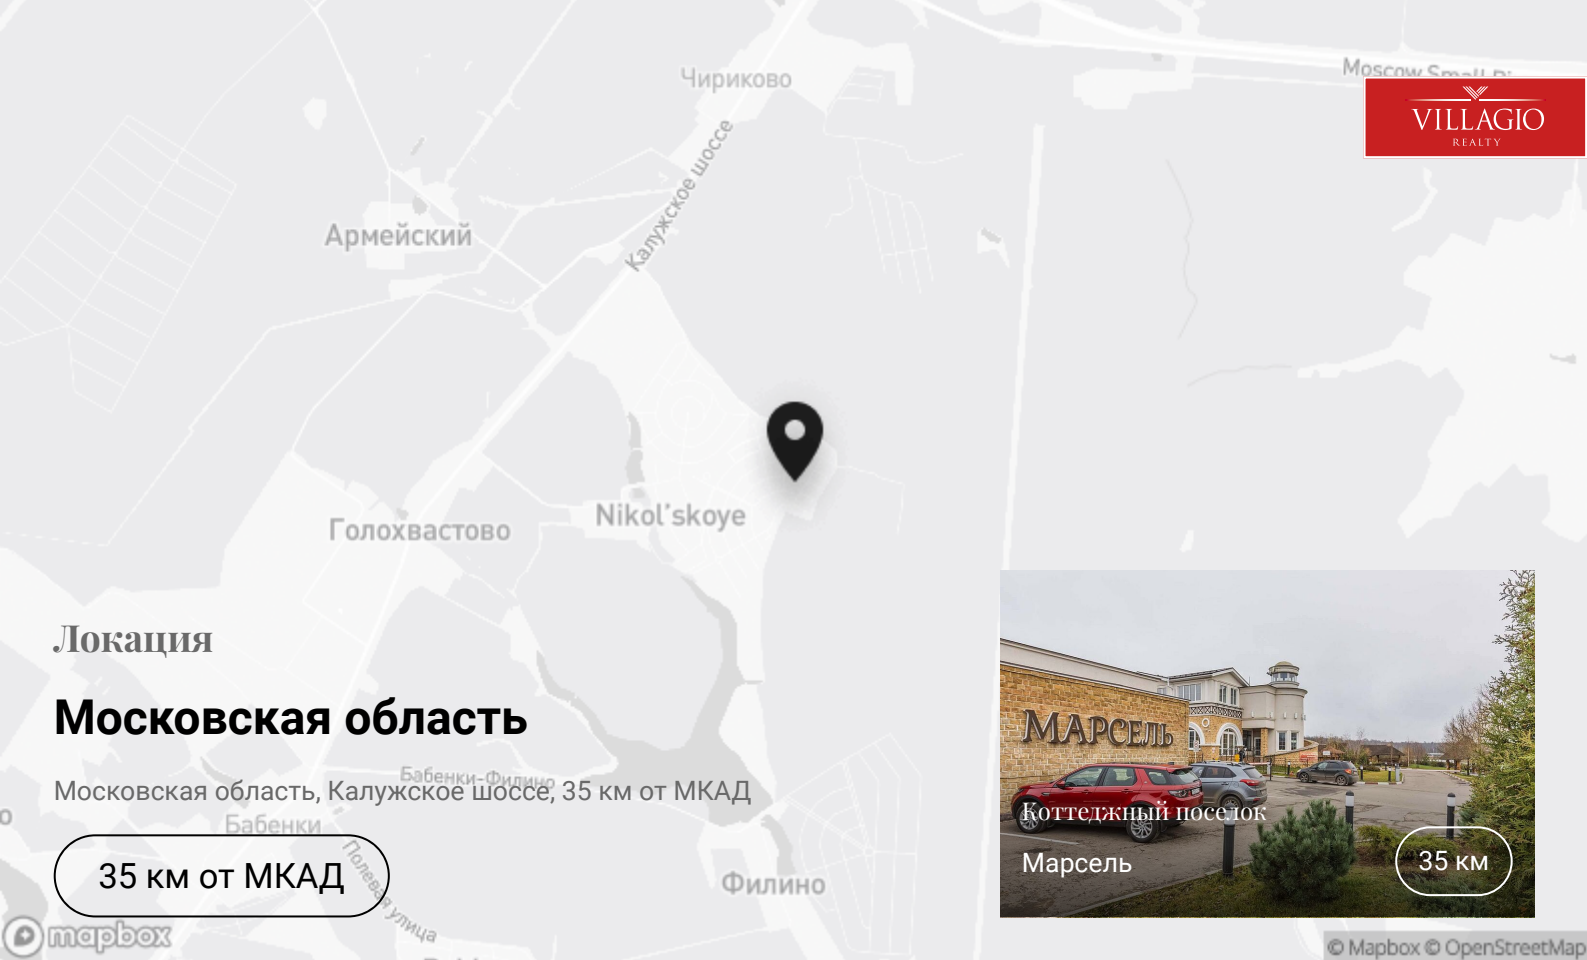 Чириково
VILLAGIO
REALTY
Калужское шоссе
Армейский
Nikol'skoye
Голохвастово
Локация
Московская область
МАРСЕЛЬ
Бабенки-Филино
Московская область, Калужское шоссе, 35 км от МКАД
Коттеджный поселок
Бабенки
Марсель
35 км
35 км от МКАД
Полевая улица
Филино
mapbox
© Mapbox © OpenStreetMap
Moscow Small